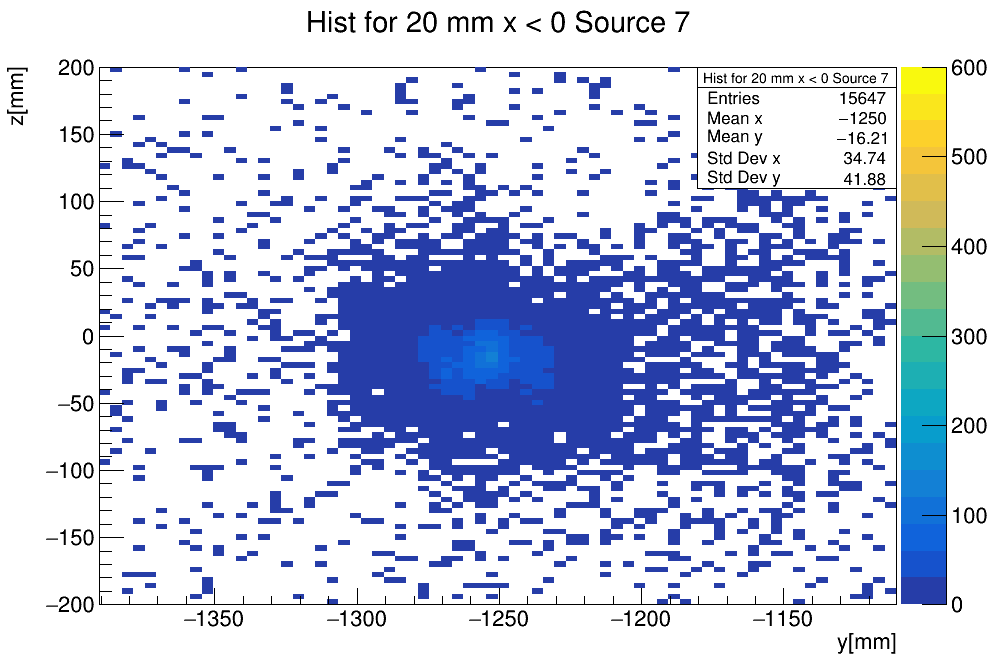 Hist for 20 mm x < 0 Source 7
z[mm]
200
150
100
50
0
−50
−100
−150
−200
−1350
−1300
−1250
−1200
−1150
y[mm]
Hist for 20 mm x < 0 Source 7
Entries 15647
Mean x −1250
Mean y −16.21
Std Dev x 34.74
Std Dev y 41.88
600
500
400
300
200
100
0